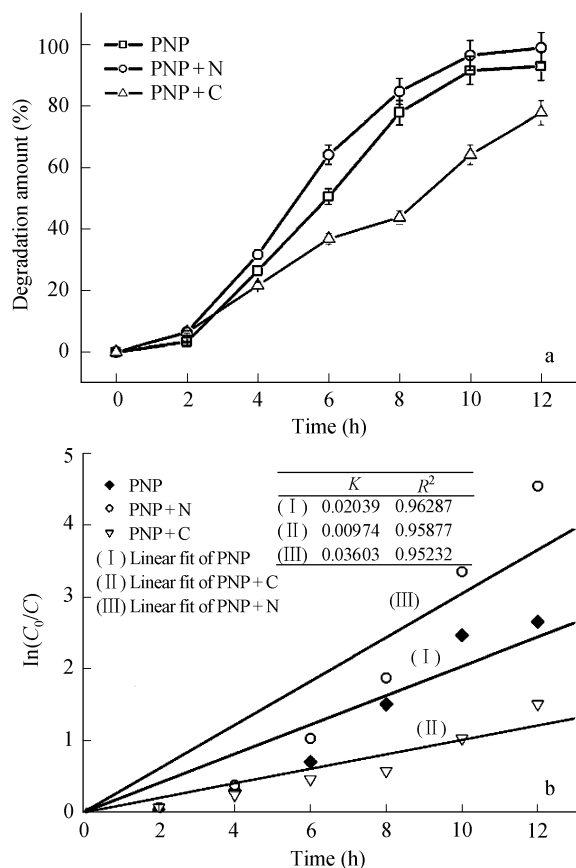 PNP
PNP + N
PNP + C
Degradation amount (%)
100
80
60
40
20
0
0 2 4 6 8 10 12
Time (h)
a
PNP
PNP + N
PNP + C
(Ⅰ) Linear fit of PNP
(Ⅱ) Linear fit of PNP + C
(Ⅲ) Linear fit of PNP + N
K R²
(Ⅰ) 0.02039 0.96287
(Ⅱ) 0.00974 0.95877
(Ⅲ) 0.03603 0.95232
(Ⅲ)
(Ⅰ)
(Ⅱ)
ln(C₀/C)
5
4
3
2
1
0
0 2 4 6 8 10 12
Time (h)
b